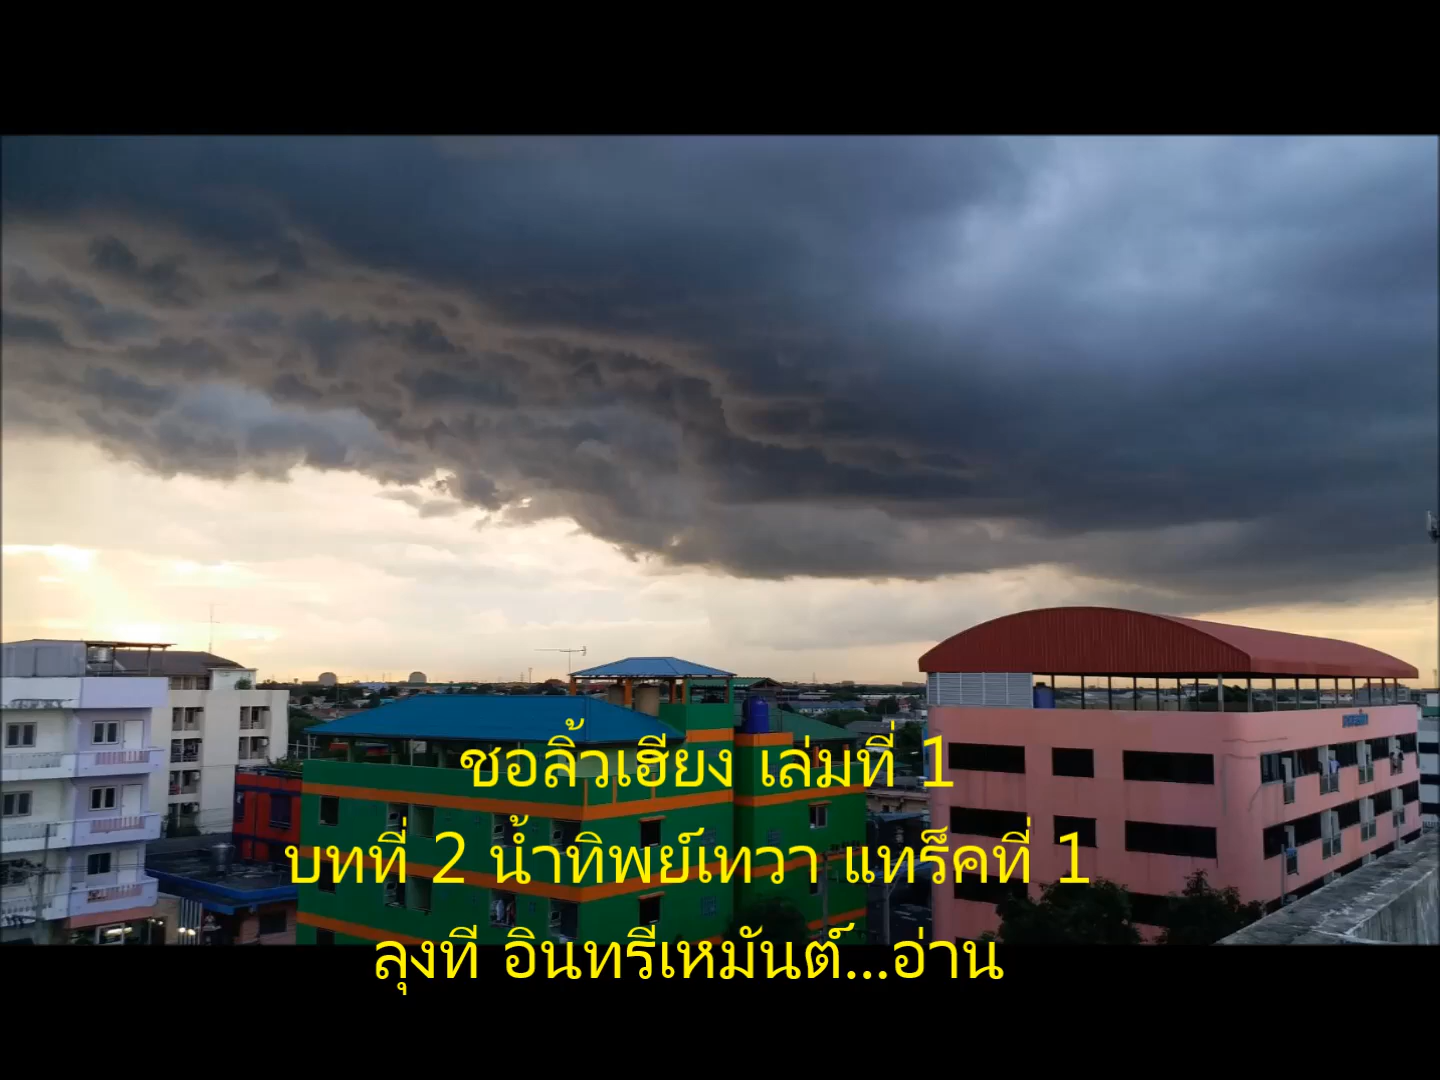 ชอลิ้วเฮียง เล่มที่ 1
บทที่ 2 น้ำทิพย์เทวา แทร็คที่ 1
ลุงที อินทรีเหมันต์...อ่าน